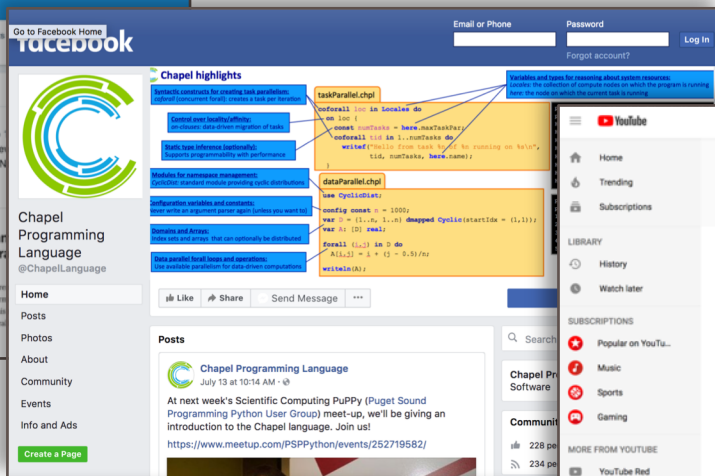 Go to Facebook Home
facebook
Email or Phone
Password
Log In
Forgot account?
Chapel highlights
Syntactic constructs for creating task parallelism:
coforall (concurrent forall): creates a task per iteration
Control over locality/affinity:
on-clauses: data-driven migration of tasks
Static type inference (optionally):
Supports programmability with performance
Modules for namespace management:
CyclicDist: standard module providing cyclic distributions
Configuration variables and constants:
Never write an argument parser again (unless you want to)
Domains and Arrays:
Index sets and arrays that can optionally be distributed
Data parallel forall loops and operations:
Use available parallelism for data-driven computations
Variables and types for reasoning about system resources:
Locales: the collection of compute nodes on which the program is running
here: the node on which the current task is running
taskParallel.chpl
coforall loc in Locales do
on loc {
const numTasks = here.maxTaskPar;
coforall tid in 1..numTasks do
writef("Hello from task %n of %n running on %s\n",
tid, numTasks, here.name);
}
dataParallel.chpl
use CyclicDist;
config const n = 1000;
var D = {1..n, 1..n} dmapped Cyclic(startIdx = (1,1));
var A: [D] real;
forall (i,j) in D do
A[i,j] = i + (j - 0.5)/n;
writeln(A);
Chapel
Programming
Language
@ChapelLanguage
Home
Posts
Photos
About
Community
Events
Info and Ads
Create a Page
Like
Share
Send Message
Posts
Chapel Programming Language
July 13 at 10:14 AM ·
At next week's Scientific Computing PuPPy (Puget Sound
Programming Python User Group) meet-up, we'll be giving an
introduction to the Chapel language. Join us!
https://www.meetup.com/PSPPython/events/252719582/
Search
Chapel Pr
Software
Communit
228 pe
234 pe
YouTube
Home
Trending
Subscriptions
LIBRARY
History
Watch later
SUBSCRIPTIONS
Popular on YouTu...
Music
Sports
Gaming
MORE FROM YOUTUBE
YouTube Red